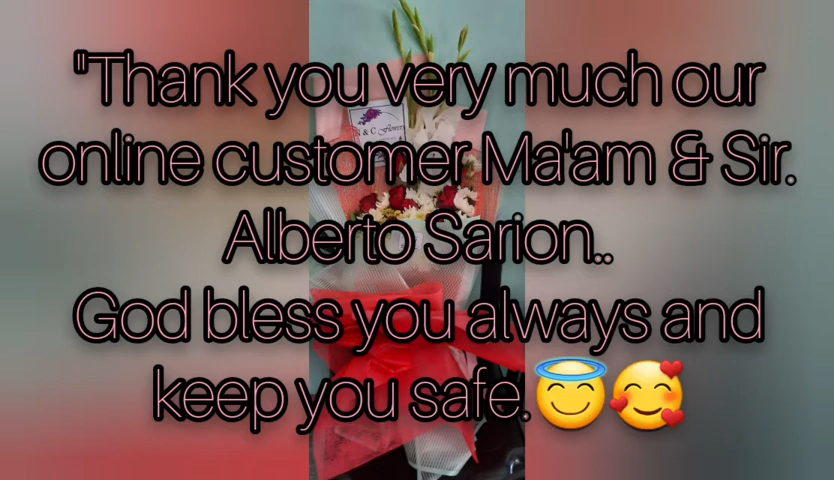 "Thank you very much our
online customer Ma'am & Sir.
Alberto Sarion..
God bless you always and
keep you safe.😇🥰
& C Flowers